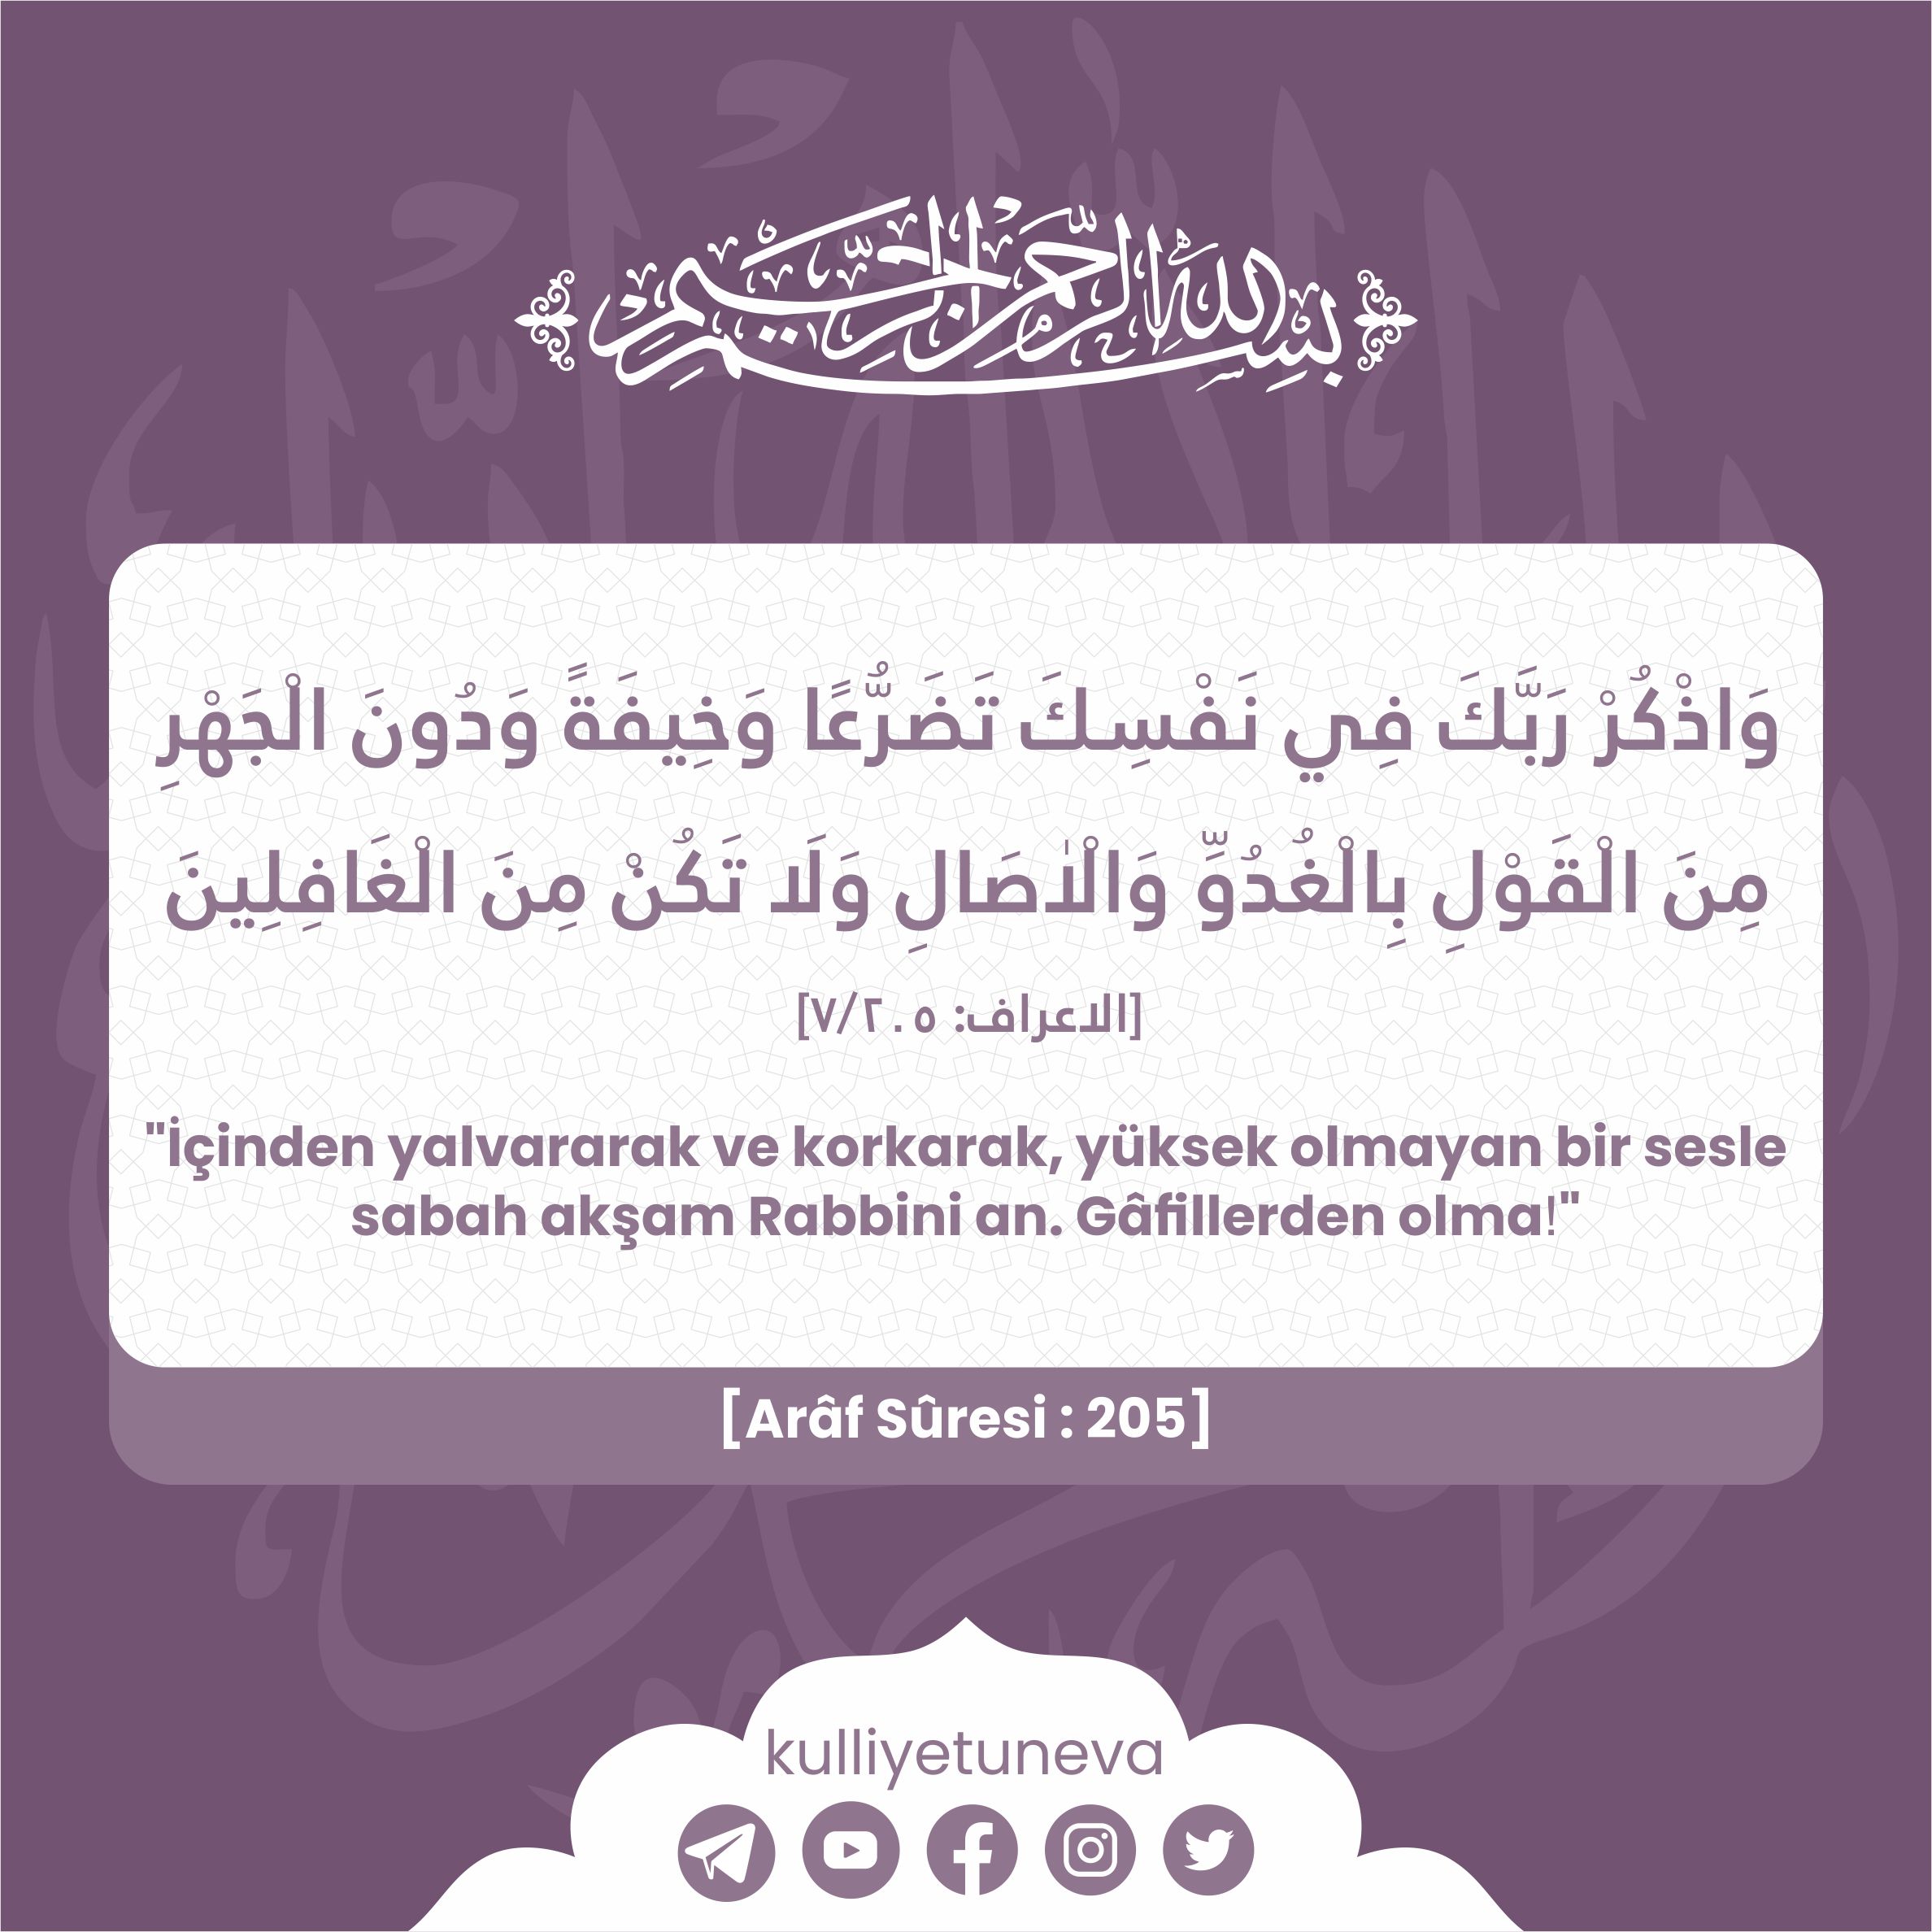 بسم الله الرحمن الرحيم
وَاذْكُرْ رَبَّكَ فِي نَفْسِكَ تَضَرُّعًا وَخِيفَةً وَدُونَ الْجَهْرِ
مِنَ الْقَوْلِ بِالْغُدُوِّ وَالْاٰصَالِ وَلَا تَكُنْ مِنَ الْغَافِلِينَ
[الاعراف: ٧/٢٠٥]
"İçinden yalvararak ve korkarak, yüksek olmayan bir sesle
sabah akşam Rabbini an. Gâfillerden olma!"
[Arâf Sûresi : 205]
kulliyetuneva